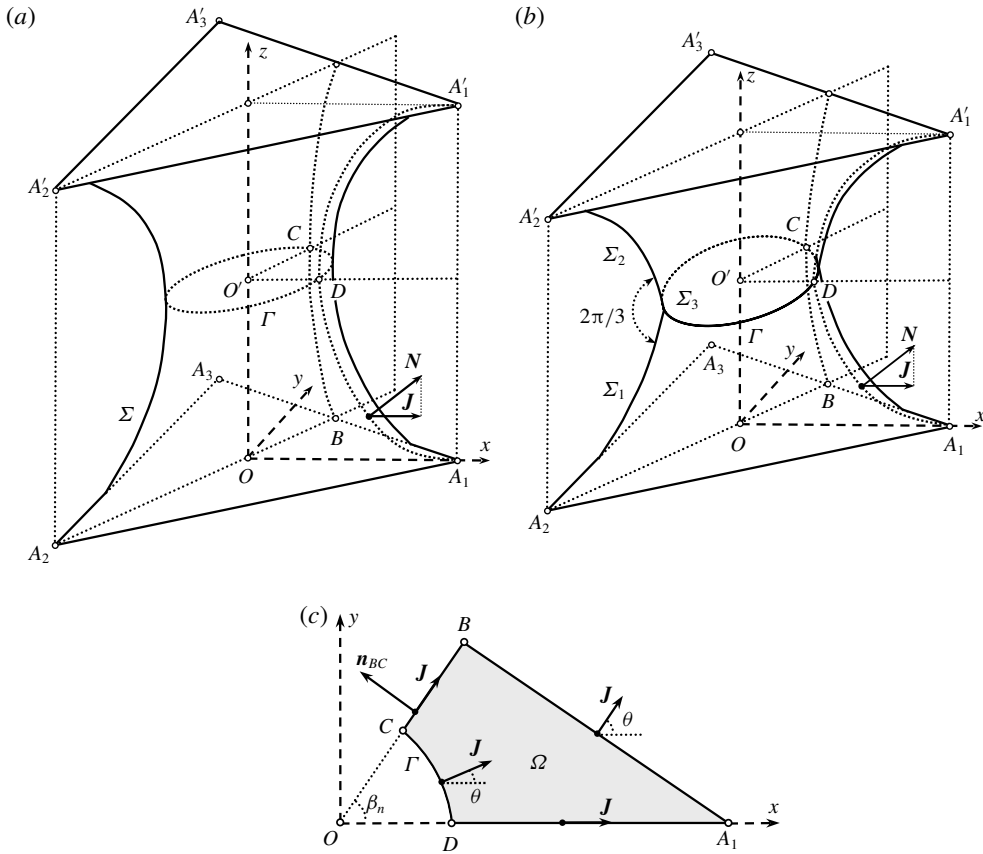 (a)
A′3
z
A′1
A′2
C
O′
D
Γ
A3
y
N
J
Σ
B
x
O
A1
A2
(b)
A′3
z
A′1
A′2
C
Σ2
O′
D
Σ3
2π/3
Γ
A3
y
N
J
Σ1
B
O
x
A1
A2
(c)
y
B
nBC
J
J
θ
C
Γ
J
Ω
θ
βn
J
x
O
D
A1